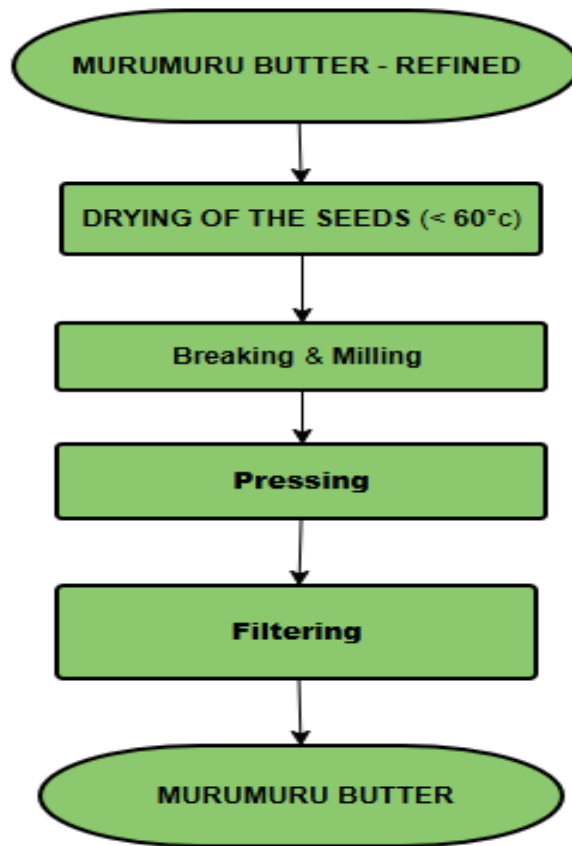 MURUMURU BUTTER - REFINED
DRYING OF THE SEEDS (< 60°c)
Breaking & Milling
Pressing
Filtering
MURUMURU BUTTER